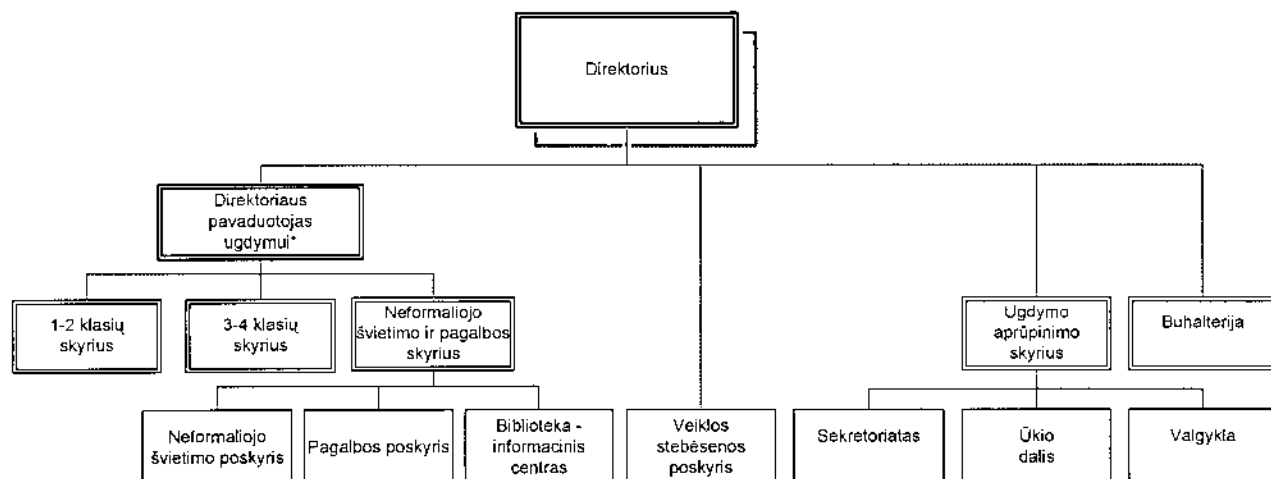 Direktorius
Direktoriaus
pavaduotojas
ugdymui*
1-2 klasių
skyrius
3-4 klasių
skyrius
Neformaliojo
švietimo ir pagalbos
skyrius
Ugdymo
aprūpinimo
skyrius
Buhalterija
Neformaliojo
švietimo poskyris
Pagalbos poskyris
Biblioteka -
informacinis
centras
Veiklos
stebėsenos
poskyris
Sekretoriatas
Ūkio
dalis
Valgykla